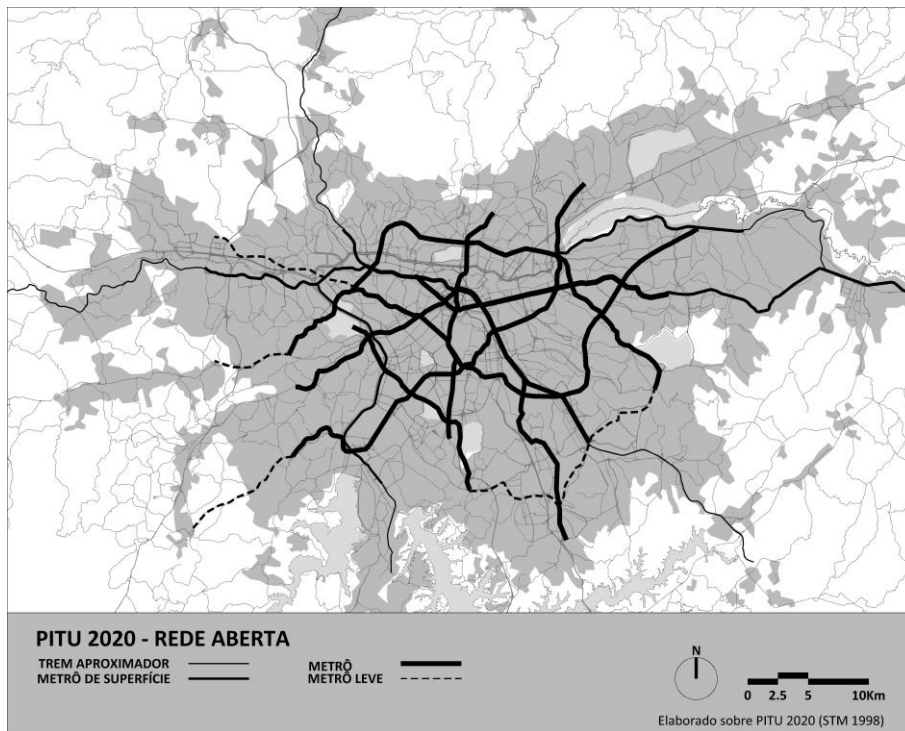 PITU 2020 - REDE ABERTA
TREM APROXIMADOR
METRÔ DE SUPERFÍCIE
METRÔ
METRÔ LEVE
N
0 2.5 5 10Km
Elaborado sobre PITU 2020 (STM 1998)